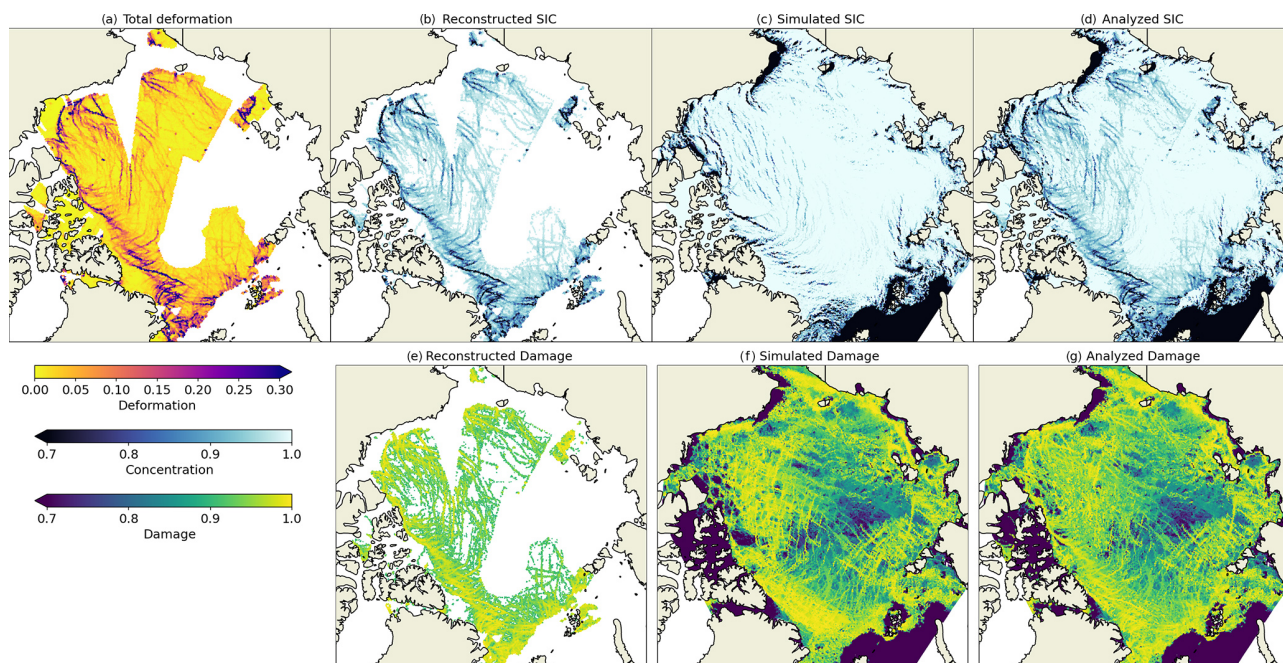 (a) Total deformation
(b) Reconstructed SIC
(c) Simulated SIC
(d) Analyzed SIC
(e) Reconstructed Damage
(f) Simulated Damage
(g) Analyzed Damage
0.00 0.05 0.10 0.15 0.20 0.25 0.30
Deformation
0.7 0.8 0.9 1.0
Concentration
0.7 0.8 0.9 1.0
Damage